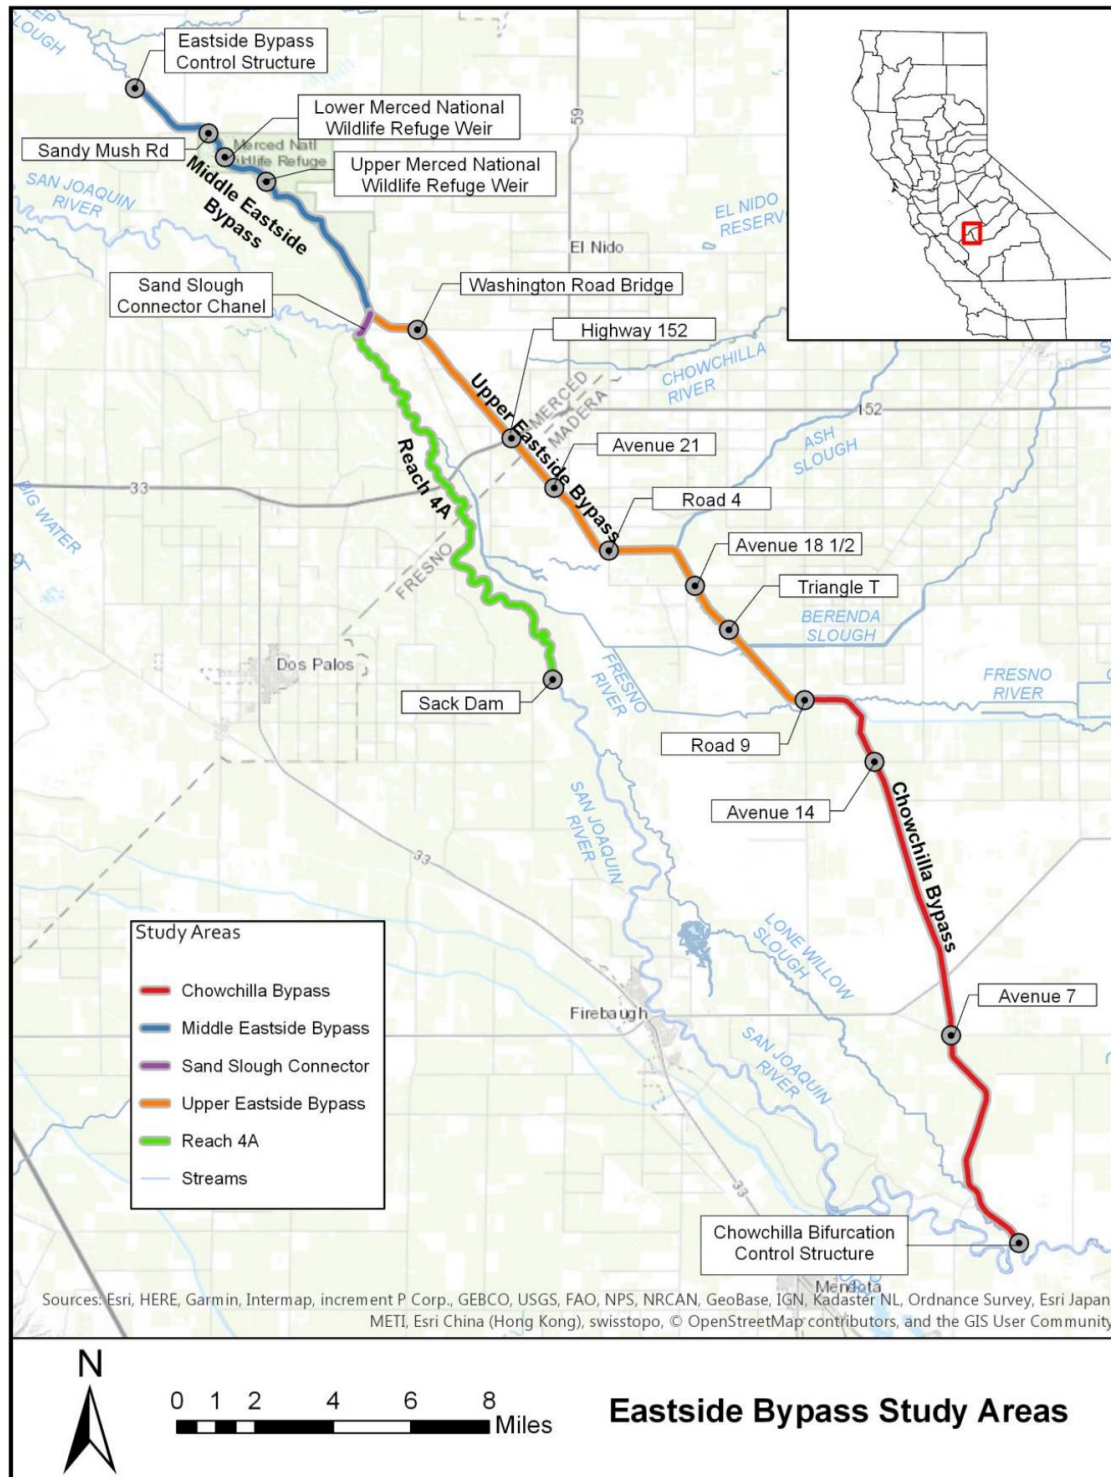 SLOUGH
Eastside Bypass
Control Structure
Lower Merced National
Wildlife Refuge Weir
59
Sandy Mush Rd
Merced Natl
Wildlife Refuge
Upper Merced National
Wildlife Refuge Weir
SAN JOAQUIN
RIVER
Middle Eastside
Bypass
EL NIDO
El Nido
Sand Slough
Connector Chanel
Washington Road Bridge
Highway 152
CHOWCHILLA
RIVER
MERCED
MADERA
152
Upper Eastside Bypass
Reach 4A
Avenue 21
ASH
SLOUGH
33
BIG WATER
Road 4
Avenue 18 1/2
FRESNO
Triangle T
BERENDA
SLOUGH
Dos Palos
Sack Dam
FRESNO
RIVER
FRESNO
RIVER
Road 9
SAN JOAQUIN
RIVER
Avenue 14
Chowchilla Bypass
33
LONE WILLOW
SLOUGH
Study Areas
Chowchilla Bypass
Middle Eastside Bypass
Sand Slough Connector
Upper Eastside Bypass
Reach 4A
Streams
Firebaugh
Avenue 7
SAN JOAQUIN
RIVER
33
Chowchilla Bifurcation
Control Structure
Mendota
Sources: Esri, HERE, Garmin, Intermap, increment P Corp., GEBCO, USGS, FAO, NPS, NRCAN, GeoBase, IGN, Kadaster NL, Ordnance Survey, Esri Japan,
METI, Esri China (Hong Kong), swisstopo, © OpenStreetMap contributors, and the GIS User Community
N
0 1 2 4 6 8
Miles
Eastside Bypass Study Areas